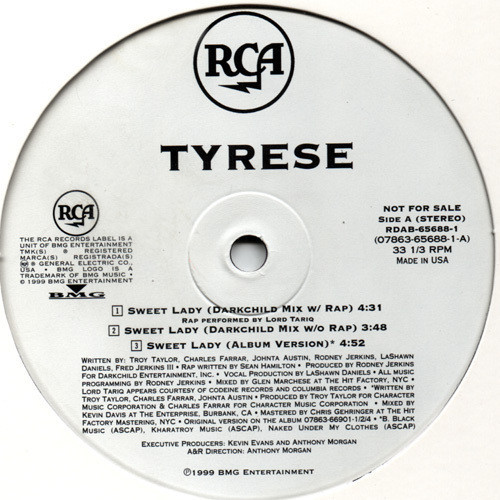 RCA
TYRESE
RCA
THE RCA RECORDS LABEL IS A
UNIT OF BMG ENTERTAINMENT
TMK(S) ® REGISTERED
MARCA(S) REGISTRADA(S)
® GENERAL ELECTRIC CO.,
USA • BMG LOGO IS A
TRADEMARK OF BMG MUSIC •
© 1999 BMG ENTERTAINMENT
BMG
NOT FOR SALE
SIDE A (STEREO)
RDAB-65688-1
(07863-65688-1-A)
33 1/3 RPM
MADE IN USA
1 SWEET LADY (DARKCHILD MIX W/ RAP) 4:31
RAP PERFORMED BY LORD TARIQ
2 SWEET LADY (DARKCHILD MIX W/O RAP) 3:48
3 SWEET LADY (ALBUM VERSION)* 4:52
WRITTEN BY: TROY TAYLOR, CHARLES FARRAR, JOHNTA AUSTIN, RODNEY JERKINS, LASHAWN
DANIELS, FRED JERKINS III • RAP WRITTEN BY SEAN HAMILTON • PRODUCED BY RODNEY JERKINS
FOR DARKCHILD ENTERTAINMENT, INC. • VOCAL PRODUCTION BY LASHAWN DANIELS • ALL MUSIC
PROGRAMMING BY RODNEY JERKINS • MIXED BY GLEN MARCHESE AT THE HIT FACTORY, NYC •
LORD TARIQ APPEARS COURTESY OF CODEINE RECORDS AND COLUMBIA RECORDS • *WRITTEN BY
TROY TAYLOR, CHARLES FARRAR, JOHNTA AUSTIN • PRODUCED BY TROY TAYLOR FOR CHARACTER
MUSIC CORPORATION & CHARLES FARRAR FOR CHARACTER MUSIC CORPORATION • MIXED BY
KEVIN DAVIS AT THE ENTERPRISE, BURBANK, CA • MASTERED BY CHRIS GEHRINGER AT THE HIT
FACTORY MASTERING, NYC • ORIGINAL VERSION ON THE ALBUM 07863-66901-1/2/4 • *B. BLACK
MUSIC (ASCAP), KHARATROY MUSIC (ASCAP), NAKED UNDER MY CLOTHES (ASCAP)
EXECUTIVE PRODUCERS: KEVIN EVANS AND ANTHONY MORGAN
A&R DIRECTION: ANTHONY MORGAN
℗1999 BMG ENTERTAINMENT